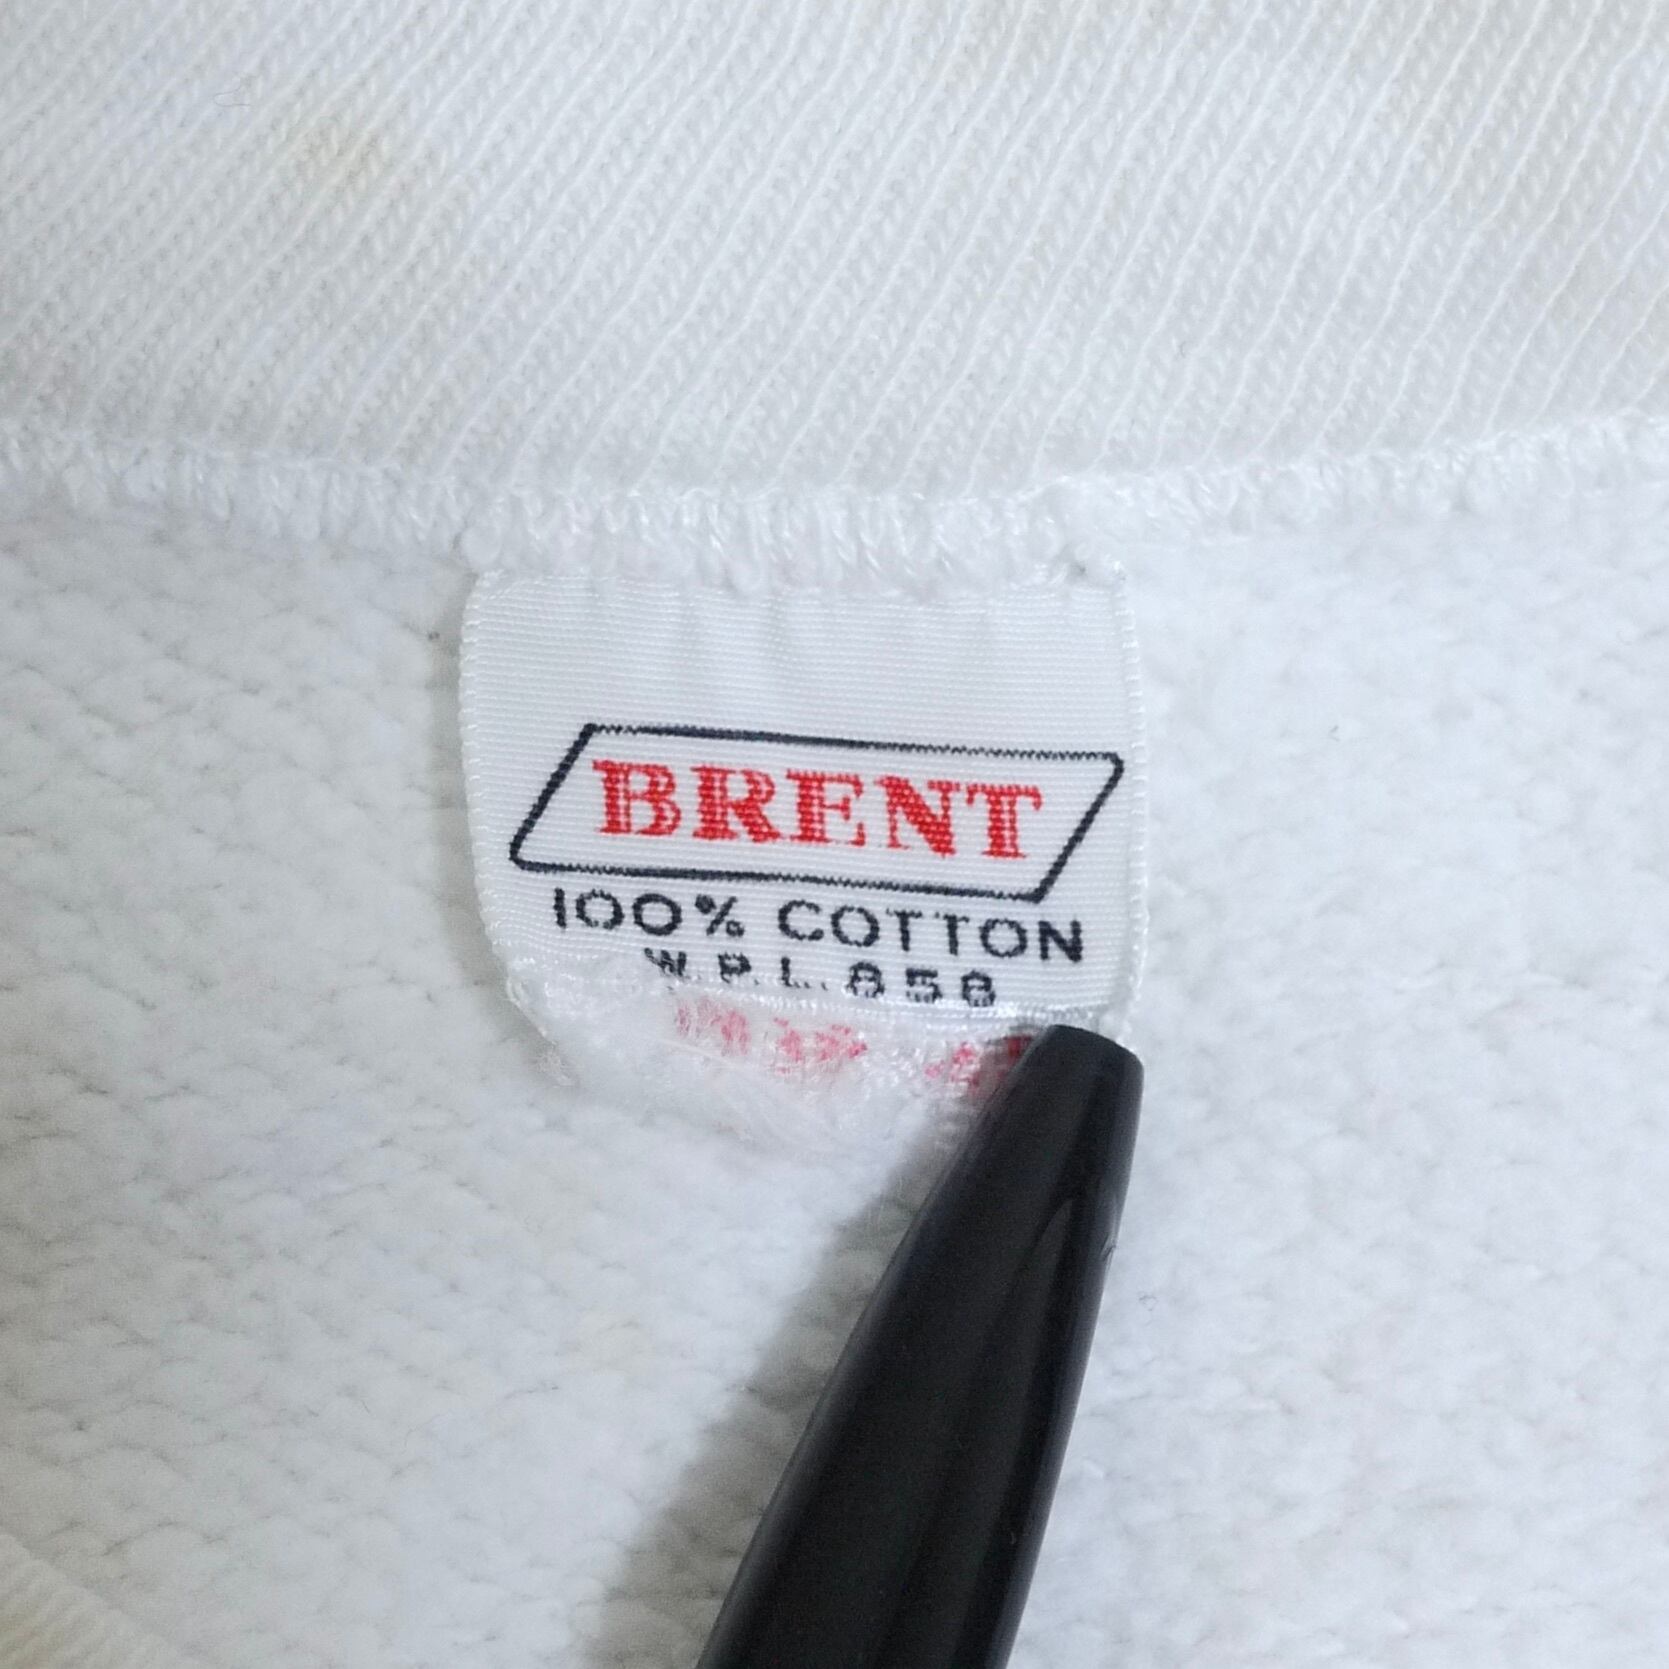 BRENT
100% COTTON
W.P.L. 858